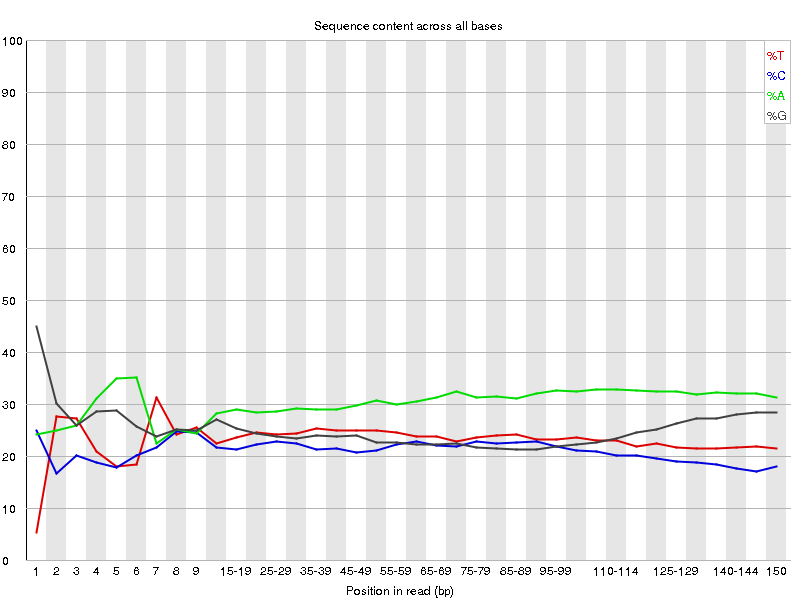 Sequence content across all bases
100
90
80
70
60
50
40
30
20
10
0
%T
%C
%A
%G
1 2 3 4 5 6 7 8 9 15-19 25-29 35-39 45-49 55-59 65-69 75-79 85-89 95-99 110-114 125-129 140-144 150
Position in read (bp)